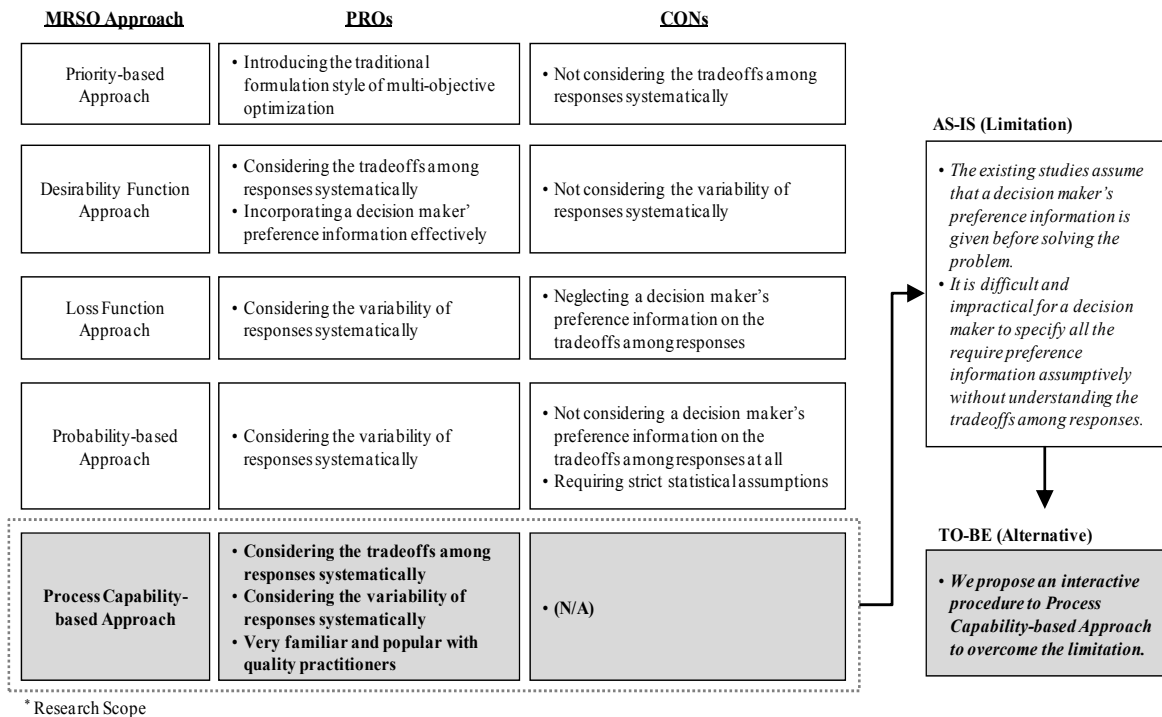 MRSO Approach
PROs
CONs
Priority-based
Approach
• Introducing the traditional
formulation style of multi-objective
optimization
• Not considering the tradeoffs among
responses systematically
Desirability Function
Approach
• Considering the tradeoffs among
responses systematically
• Incorporating a decision maker'
preference information effectively
• Not considering the variability of
responses systematically
Loss Function
Approach
• Considering the variability of
responses systematically
• Neglecting a decision maker's
preference information on the
tradeoffs among responses
Probability-based
Approach
• Considering the variability of
responses systematically
• Not considering a decision maker's
preference information on the
tradeoffs among responses at all
• Requiring strict statistical assumptions
Process Capability-
based Approach
• Considering the tradeoffs among
responses systematically
• Considering the variability of
responses systematically
• Very familiar and popular with
quality practitioners
• (N/A)
* Research Scope
AS-IS (Limitation)
• The existing studies assume
that a decision maker's
preference information is
given before solving the
problem.
• It is difficult and
impractical for a decision
maker to specify all the
require preference
information assumptively
without understanding the
tradeoffs among responses.
TO-BE (Alternative)
• We propose an interactive
procedure to Process
Capability-based Approach
to overcome the limitation.